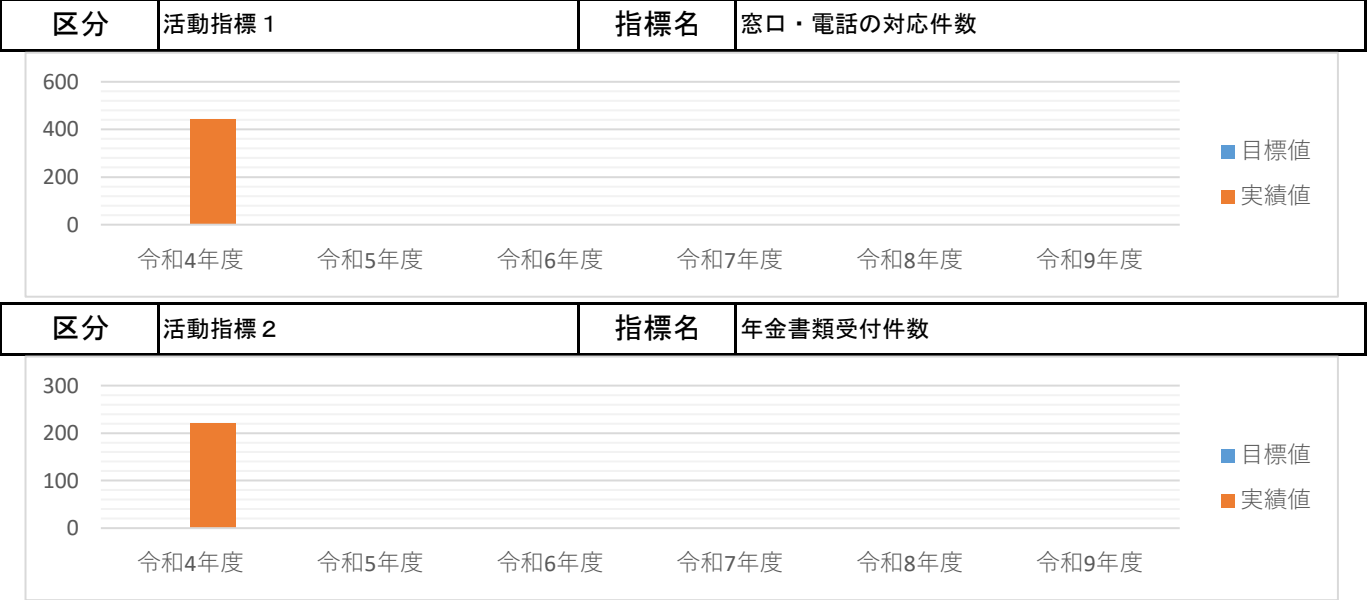 区分 活動指標1 指標名 窓口・電話の対応件数
600
400
200
0
令和4年度 令和5年度 令和6年度 令和7年度 令和8年度 令和9年度
目標値
実績値
区分 活動指標2 指標名 年金書類受付件数
300
200
100
0
令和4年度 令和5年度 令和6年度 令和7年度 令和8年度 令和9年度
目標値
実績値